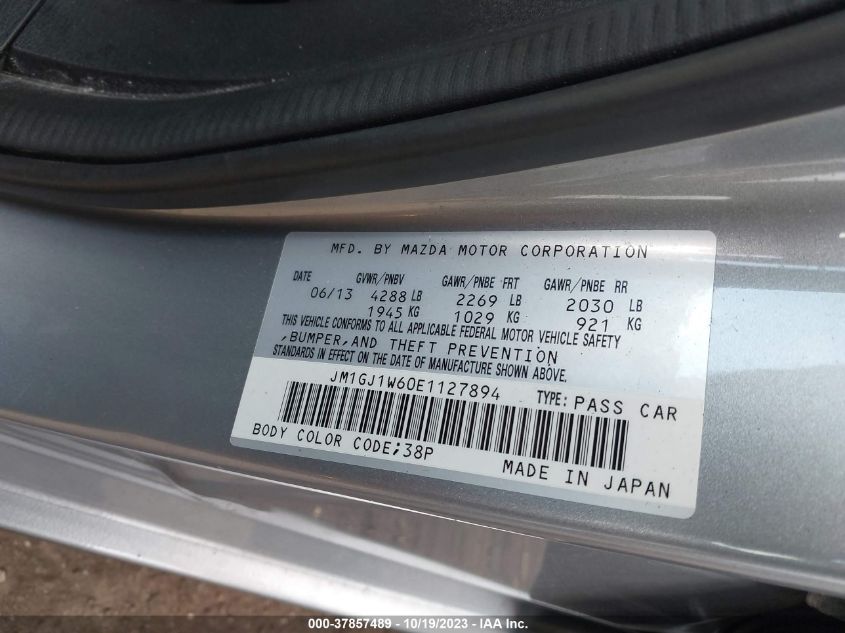 MFD. BY MAZDA MOTOR CORPORATION
DATE GVWR/PNBV GAWR/PNBE FRT GAWR/PNBE RR
06/13 4288 LB 2269 LB 2030 LB
1945 KG 1029 KG 921 KG
THIS VEHICLE CONFORMS TO ALL APPLICABLE FEDERAL MOTOR VEHICLE SAFETY
,BUMPER,AND THEFT PREVENTION
STANDARDS IN EFFECT ON THE DATE OF MANUFACTURE SHOWN ABOVE.
JM1GJ1W60E1127894 TYPE: PASS CAR
BODY COLOR CODE;38P
MADE IN JAPAN
000-37857489 - 10/19/2023 - IAA Inc.